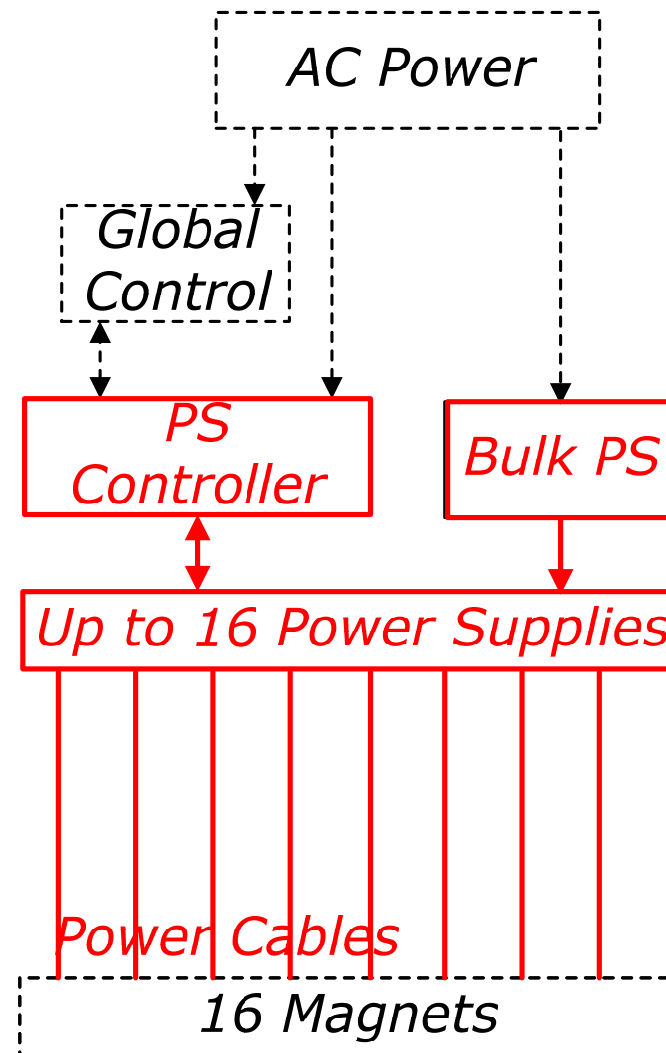 AC Power
Global
Control
PS
Controller
Bulk PS
Up to 16 Power Supplies
Power Cables
16 Magnets